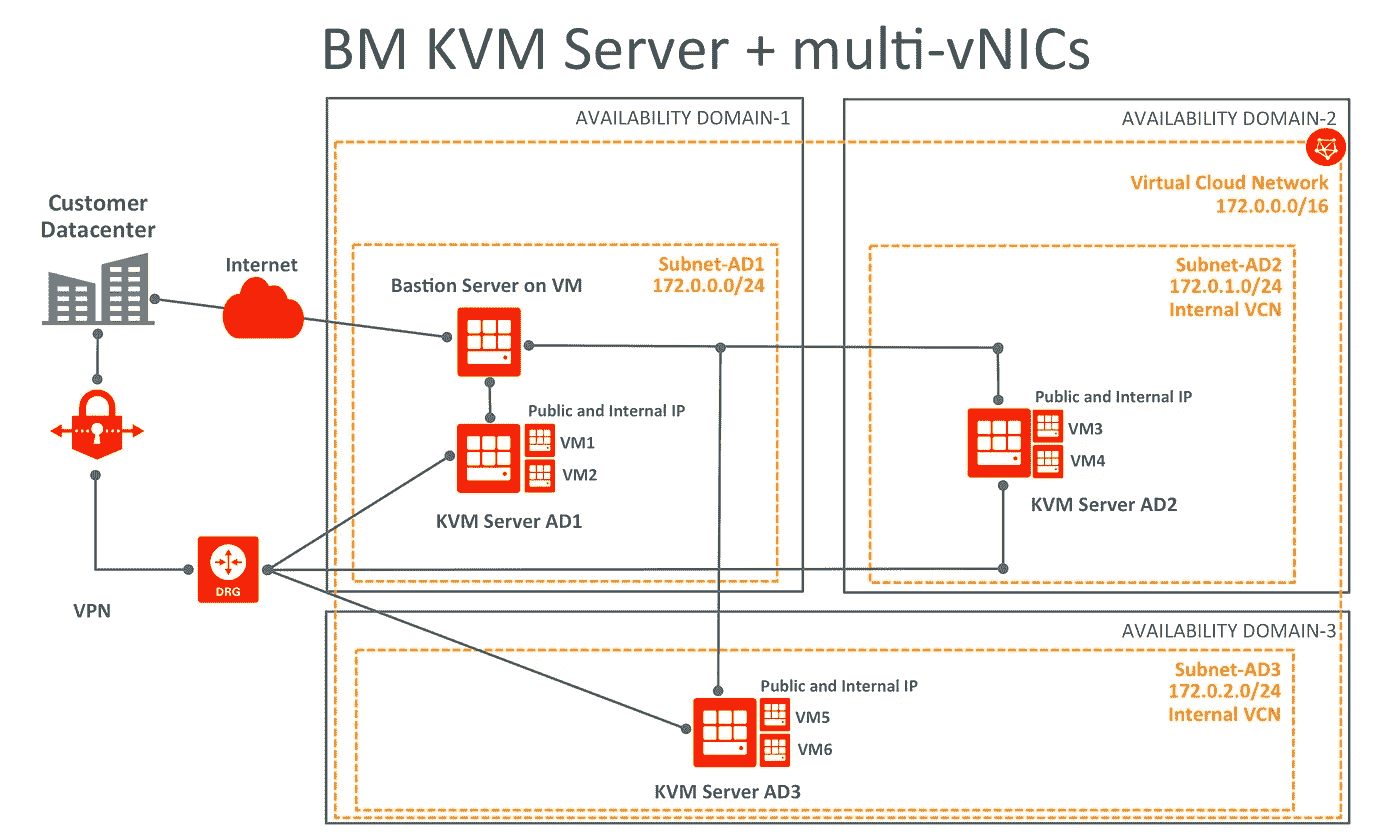 BM KVM Server + multi-vNICs
AVAILABILITY DOMAIN-1
AVAILABILITY DOMAIN-2
Virtual Cloud Network
172.0.0.0/16
Customer
Datacenter
Internet
Subnet-AD1
172.0.0.0/24
Bastion Server on VM
Subnet-AD2
172.0.1.0/24
Internal VCN
Public and Internal IP
VM1
VM2
KVM Server AD1
Public and Internal IP
VM3
VM4
KVM Server AD2
DRG
VPN
AVAILABILITY DOMAIN-3
Subnet-AD3
172.0.2.0/24
Internal VCN
Public and Internal IP
VM5
VM6
KVM Server AD3